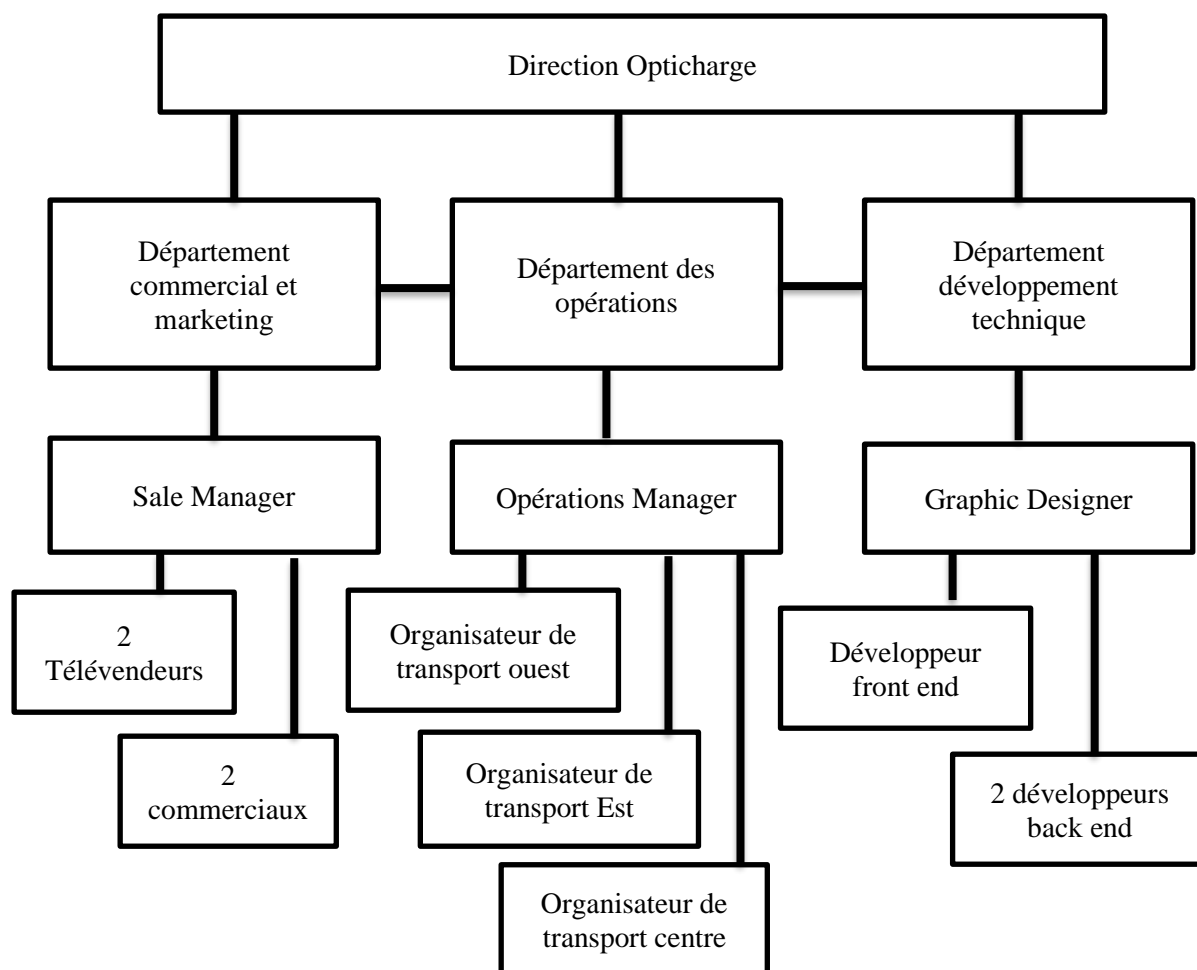 Direction Opticharge
Département
commercial et
marketing
Département des
opérations
Département
développement
technique
Sale Manager
Opérations Manager
Graphic Designer
2
Télévendeurs
Organisateur de
transport ouest
Développeur
front end
2
commerciaux
Organisateur de
transport Est
2 développeurs
back end
Organisateur de
transport centre